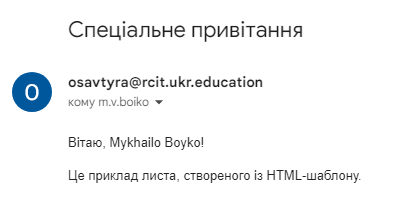 Спеціальне привітання
O
osavtyra@rcit.ukr.education
кому m.v.boiko
Вітаю, Mykhailo Boyko!
Це приклад листа, створеного із HTML-шаблону.